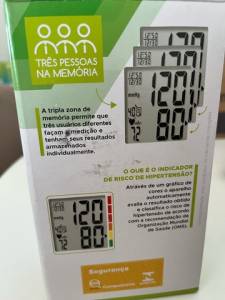 TRÊS PESSOAS
NA MEMÓRIA
A tripla zona de
memória permite que
três usuários diferentes
façam a medição e
tenham seus resultados
armazenados
individualmente.
120
80
72
O QUE É O INDICADOR
DE RISCO DE HIPERTENSÃO?
Através de um gráfico de
cores o aparelho
automaticamente
avalia o resultado obtido
e classifica o risco de
hipertensão de acordo
com a recomendação da
Organização Mundial
de Saúde (OMS).
120
80
72
Segurança